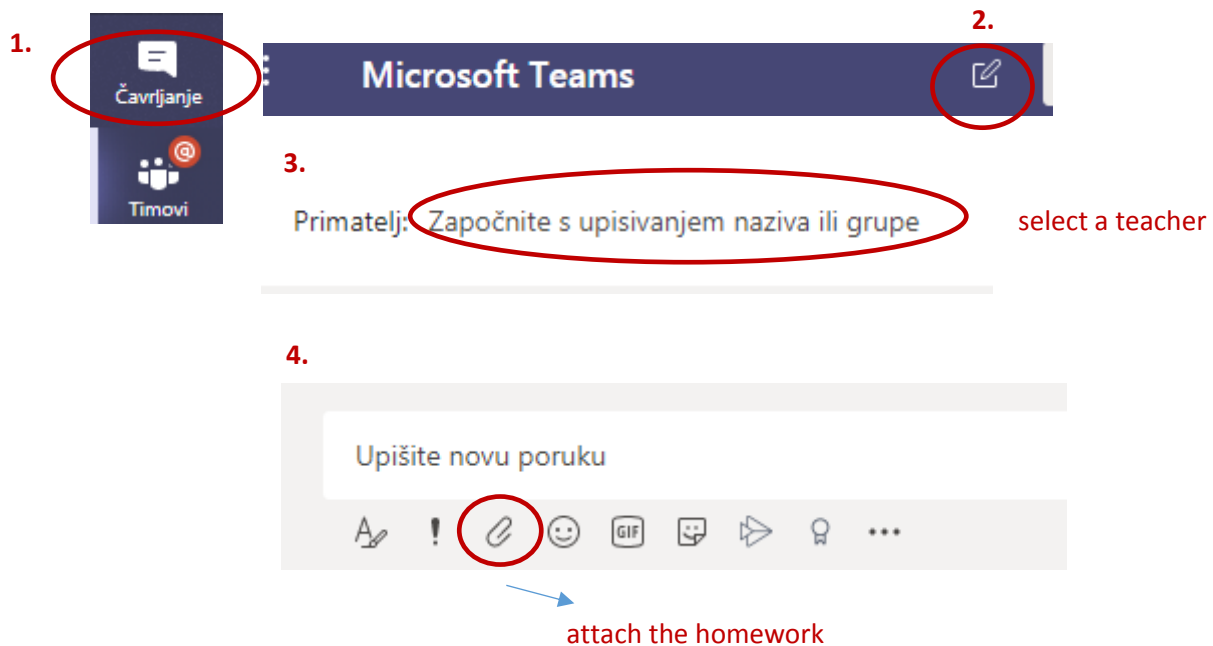 1.
Čavrljanje
Timovi
2.
Microsoft Teams
3.
Primatelj: Započnite s upisivanjem naziva ili grupe
select a teacher
4.
Upišite novu poruku
GIF
attach the homework